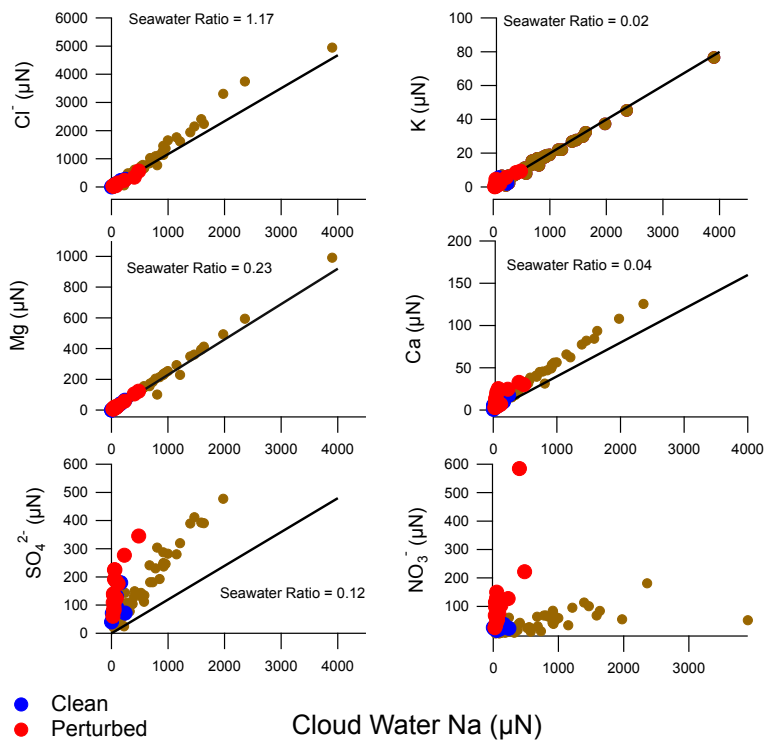 Seawater Ratio = 1.17
6000
5000
4000
3000
2000
1000
0
Cl⁻ (µN)
0 1000 2000 3000 4000
Seawater Ratio = 0.02
100
80
60
40
20
0
K (µN)
0 1000 2000 3000 4000
Seawater Ratio = 0.23
1000
800
600
400
200
0
Mg (µN)
0 1000 2000 3000 4000
Seawater Ratio = 0.04
200
150
100
50
0
Ca (µN)
0 1000 2000 3000 4000
600
500
400
300
200
100
0
SO₄²⁻ (µN)
Seawater Ratio = 0.12
0 1000 2000 3000 4000
600
500
400
300
200
100
NO₃⁻ (µN)
0 1000 2000 3000
Clean
Perturbed
Cloud Water Na (µN)